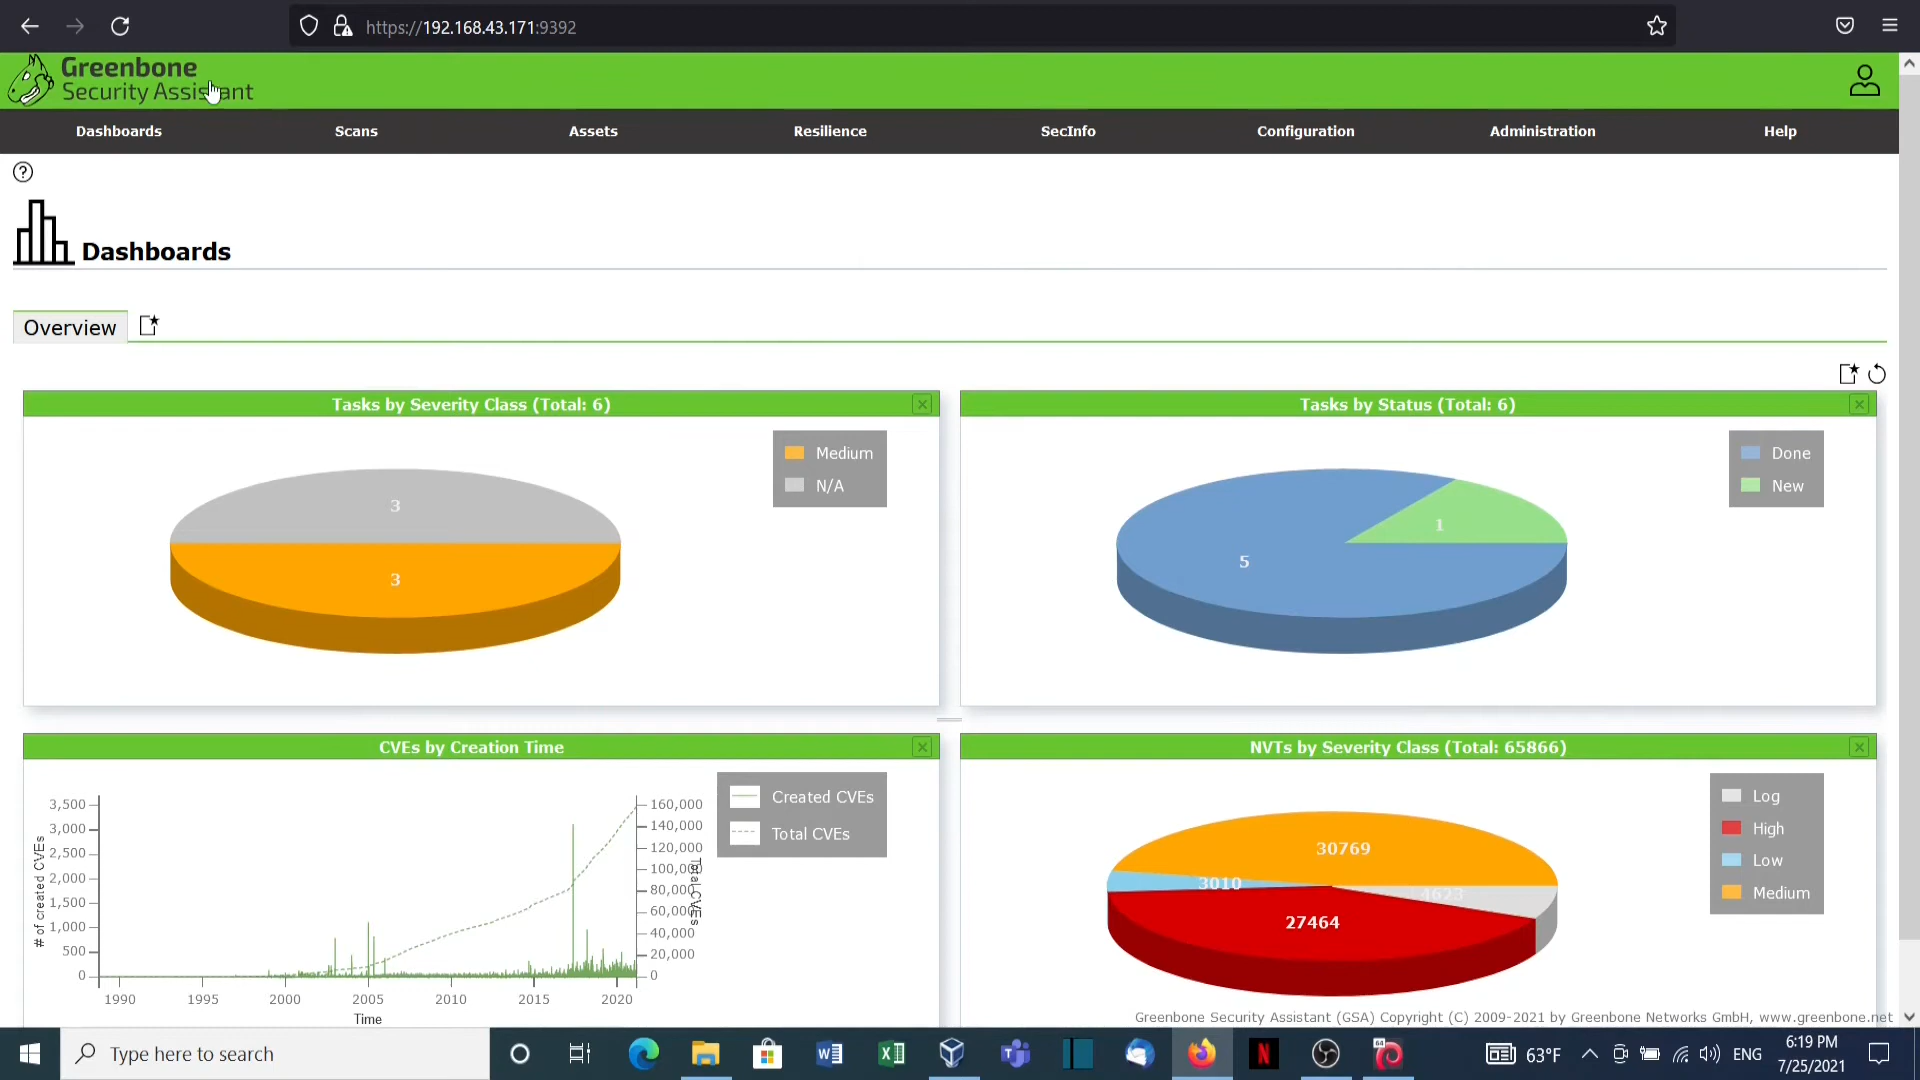 https://192.168.43.171:9392
Greenbone
Security Assistant
Dashboards Scans Assets Resilience SecInfo Configuration Administration Help
Dashboards
Overview
Tasks by Severity Class (Total: 6)
Medium
N/A
3
3
Tasks by Status (Total: 6)
Done
New
1
5
CVEs by Creation Time
Created CVEs
Total CVEs
# of created CVEs
3,500
3,000
2,500
2,000
1,500
1,000
500
0
160,000
140,000
120,000
100,000
80,000
60,000
40,000
20,000
0
Total CVEs
1990 1995 2000 2005 2010 2015 2020
Time
NVTs by Severity Class (Total: 65866)
Log
High
Low
Medium
30769
3010
4623
27464
Greenbone Security Assistant (GSA) Copyright (C) 2009-2021 by Greenbone Networks GmbH, www.greenbone.net
Type here to search
63°F
ENG
6:19 PM
7/25/2021